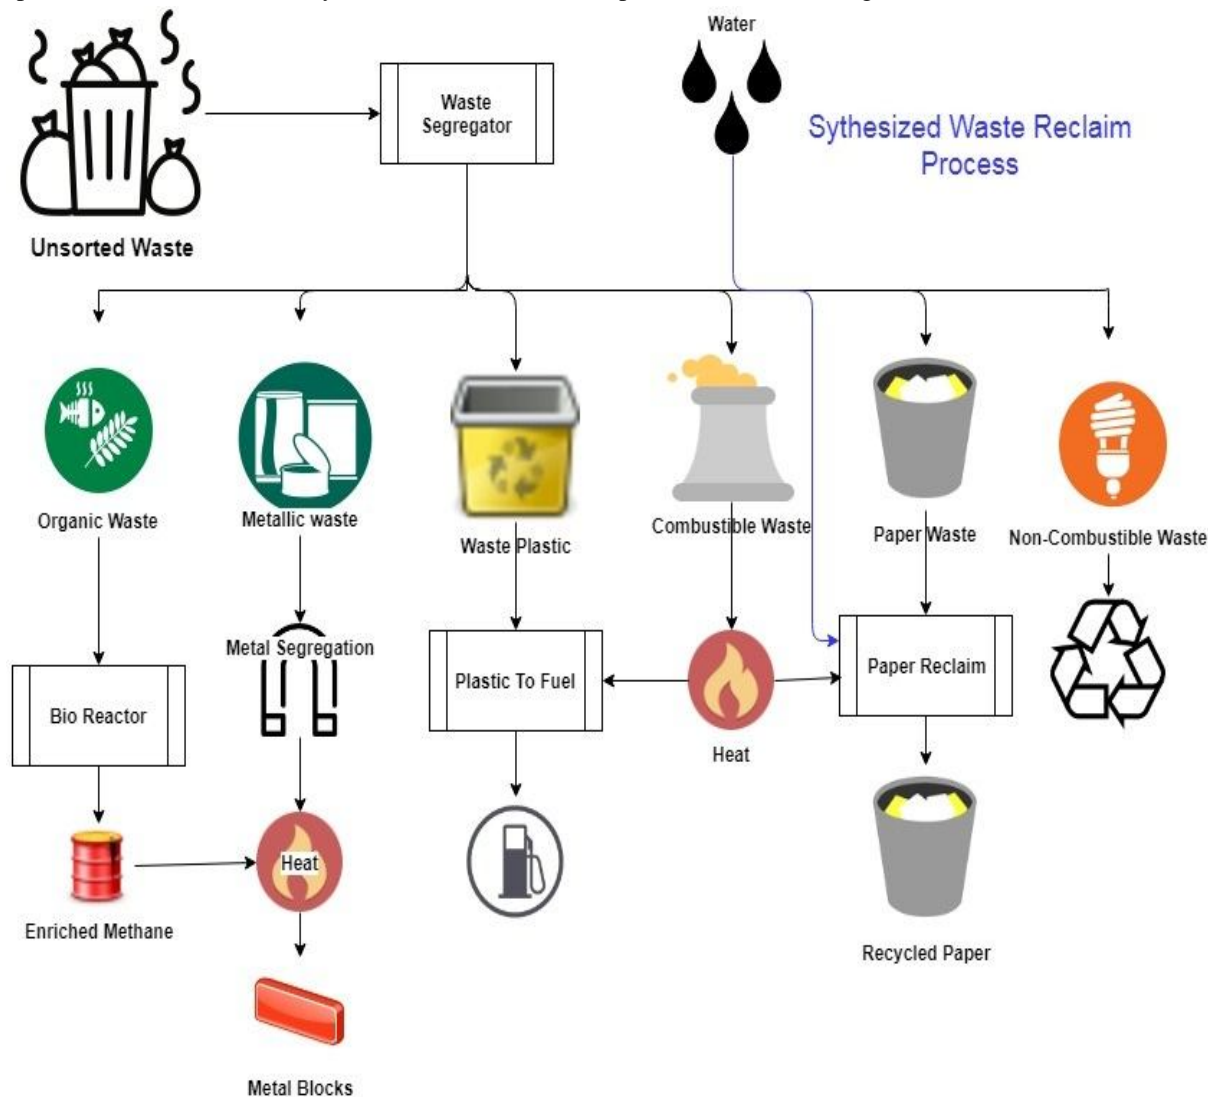 Water
Waste
Segregator
Sythesized Waste Reclaim
Process
Unsorted Waste
Organic Waste
Metallic waste
Waste Plastic
Combustible Waste
Paper Waste
Non-Combustible Waste
Metal Segregation
Bio Reactor
Plastic To Fuel
Heat
Paper Reclaim
Heat
Enriched Methane
Recycled Paper
Metal Blocks